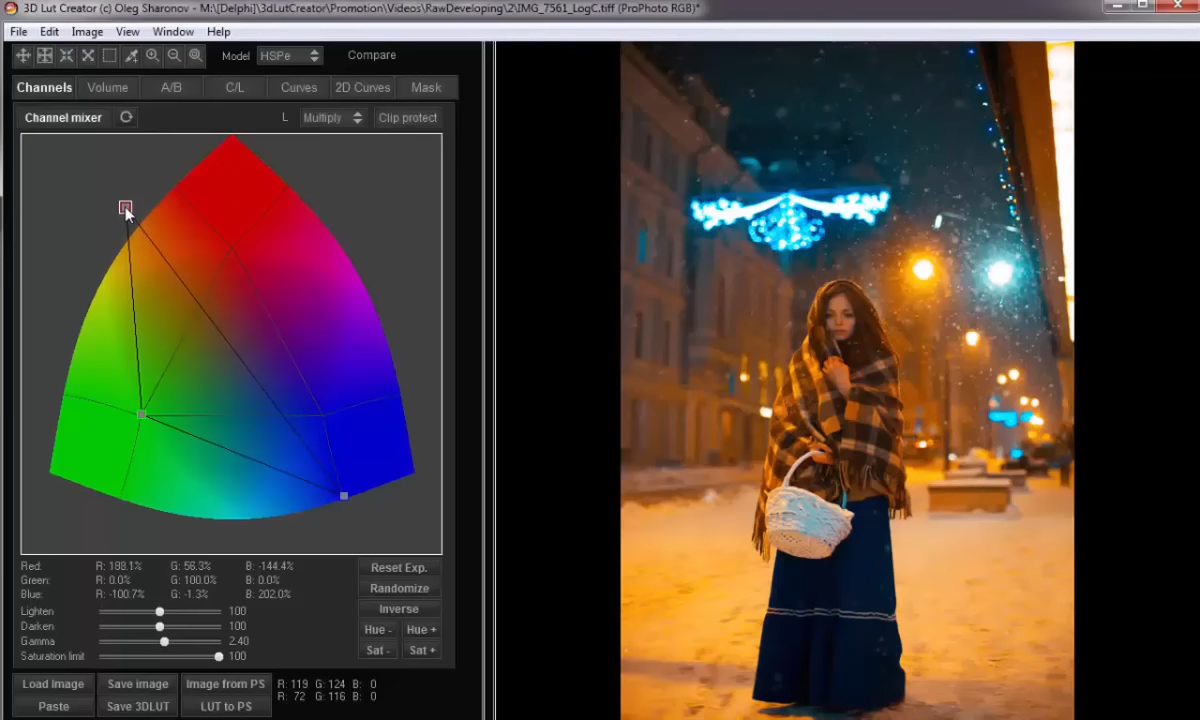 3D Lut Creator (c) Oleg Sharonov - M:\[Delphi]\3dLutCreator\Promotion\Videos\RawDeveloping\2\IMG_7561_LogC.tiff (ProPhoto RGB)*
File Edit Image View Window Help
Model HSPe Compare
Channels Volume A/B C/L Curves 2D Curves Mask
Channel mixer L Multiply Clip protect
Red: R: 188.1% G: 56.3% B: -144.4% Reset Exp.
Green: R: 0.0% G: 100.0% B: 0.0%
Blue: R: -100.7% G: -1.3% B: 202.0% Randomize
Lighten 100 Inverse
Darken 100 Hue - Hue +
Gamma 2.40
Saturation limit 100 Sat - Sat +
Load Image Save image Image from PS R: 119 G: 124 B: 0
R: 72 G: 116 B: 0
Paste Save 3DLUT LUT to PS